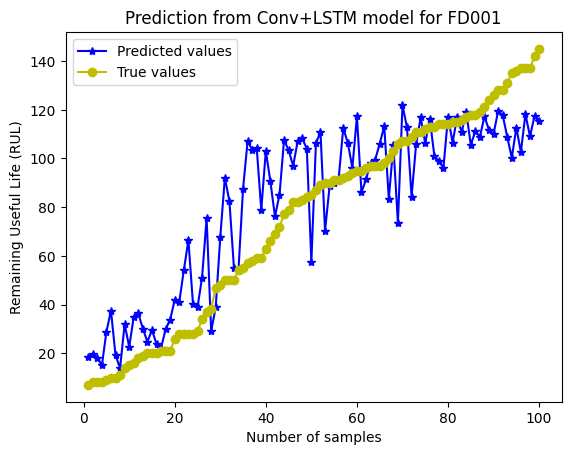 Prediction from Conv+LSTM model for FD001
Predicted values
True values
Remaining Useful Life (RUL)
140
120
100
80
60
40
20
0
20
40
60
80
100
Number of samples